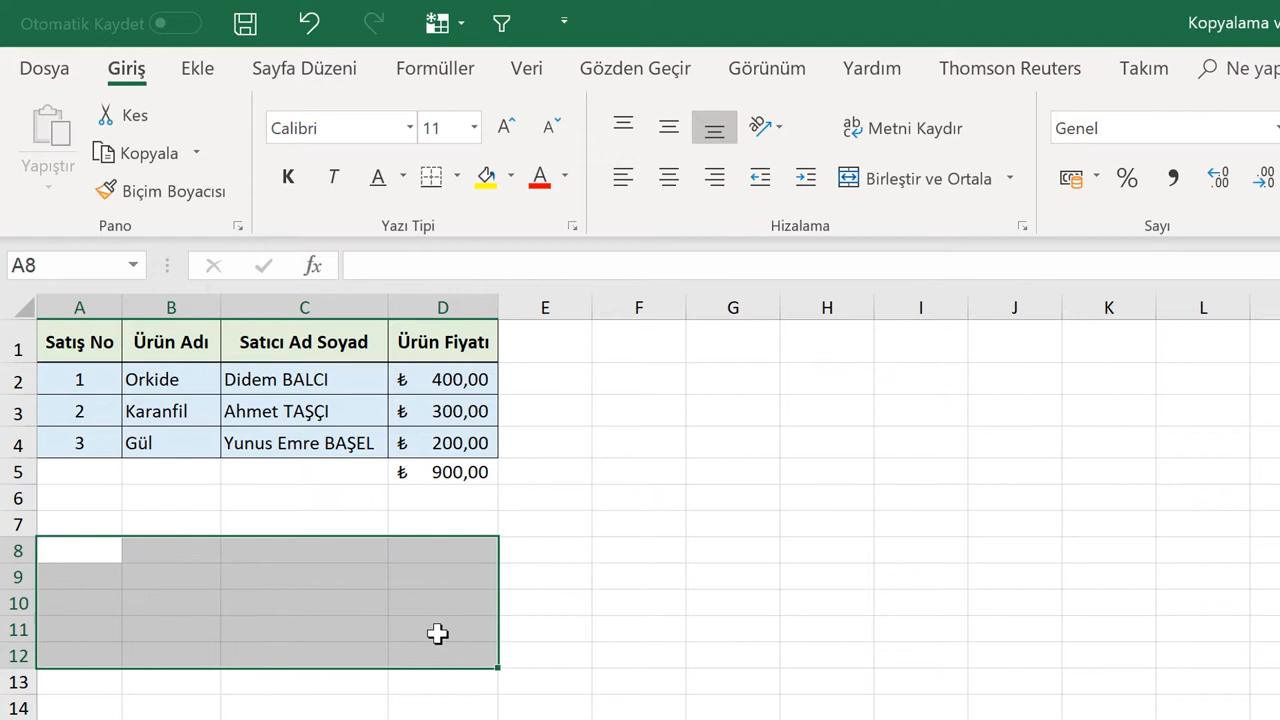 Otomatik Kaydet
Kopyalama v
Dosya Giriş Ekle Sayfa Düzeni Formüller Veri Gözden Geçir Görünüm Yardım Thomson Reuters Takım Ne yap
Yapıştır
Kes
Kopyala
Biçim Boyacısı
Pano
Calibri 11
K T A A
Yazı Tipi
ab Metni Kaydır
Birleştir ve Ortala
Hizalama
Genel
% 
Sayı
A8 fx
A B C D E F G H I J K L
1 Satış No Ürün Adı Satıcı Ad Soyad Ürün Fiyatı
2 1 Orkide Didem BALCI ₺ 400,00
3 2 Karanfil Ahmet TAŞÇI ₺ 300,00
4 3 Gül Yunus Emre BAŞEL ₺ 200,00
5 ₺ 900,00
6
7
8
9
10
11
12
13
14